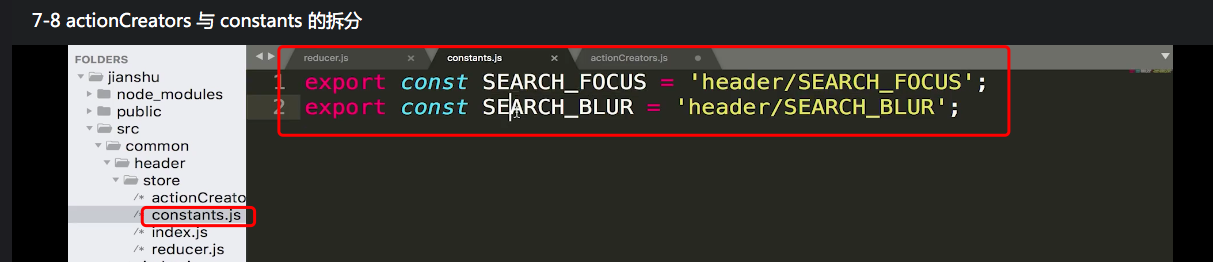 7-8 actionCreators 与 constants 的拆分
FOLDERS
jianshu
node_modules
public
src
common
header
store
/* actionCreato
/* constants.js
/* index.js
/* reducer.js
reducer.js × constants.js × actionCreators.js
1 export const SEARCH_FOCUS = 'header/SEARCH_FOCUS';
2 export const SEARCH_BLUR = 'header/SEARCH_BLUR';